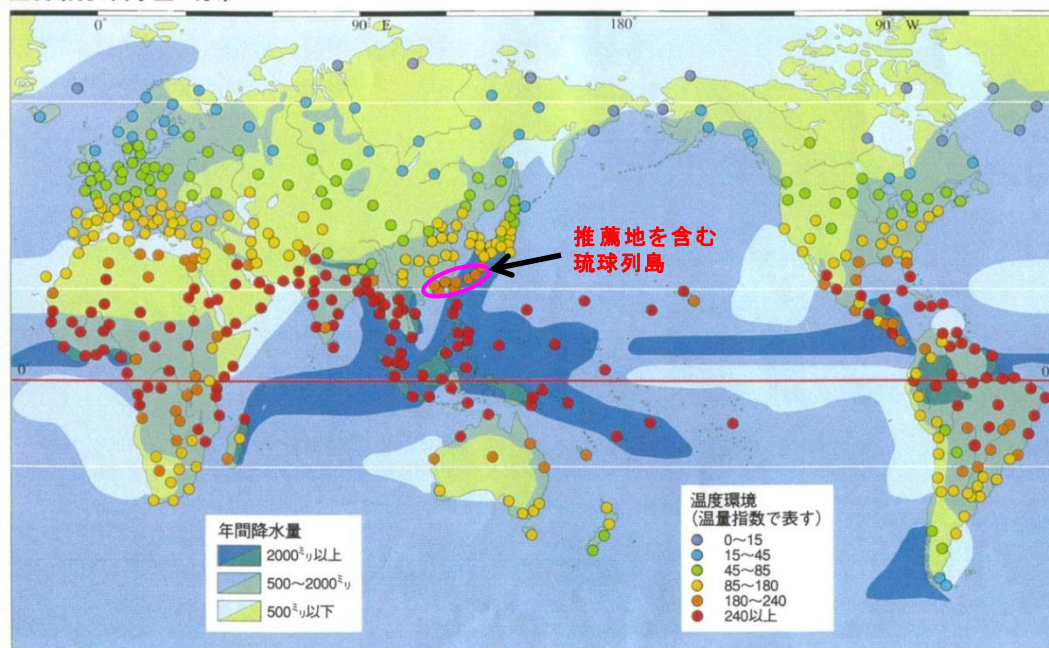 0° 90° E 180° 90° W
推薦地を含む
琉球列島
0 0
年間降水量
2000ミリ以上
500〜2000ミリ
500ミリ以下
温度環境
(温量指数で表す)
0〜15
15〜45
45〜85
85〜180
180〜240
240以上